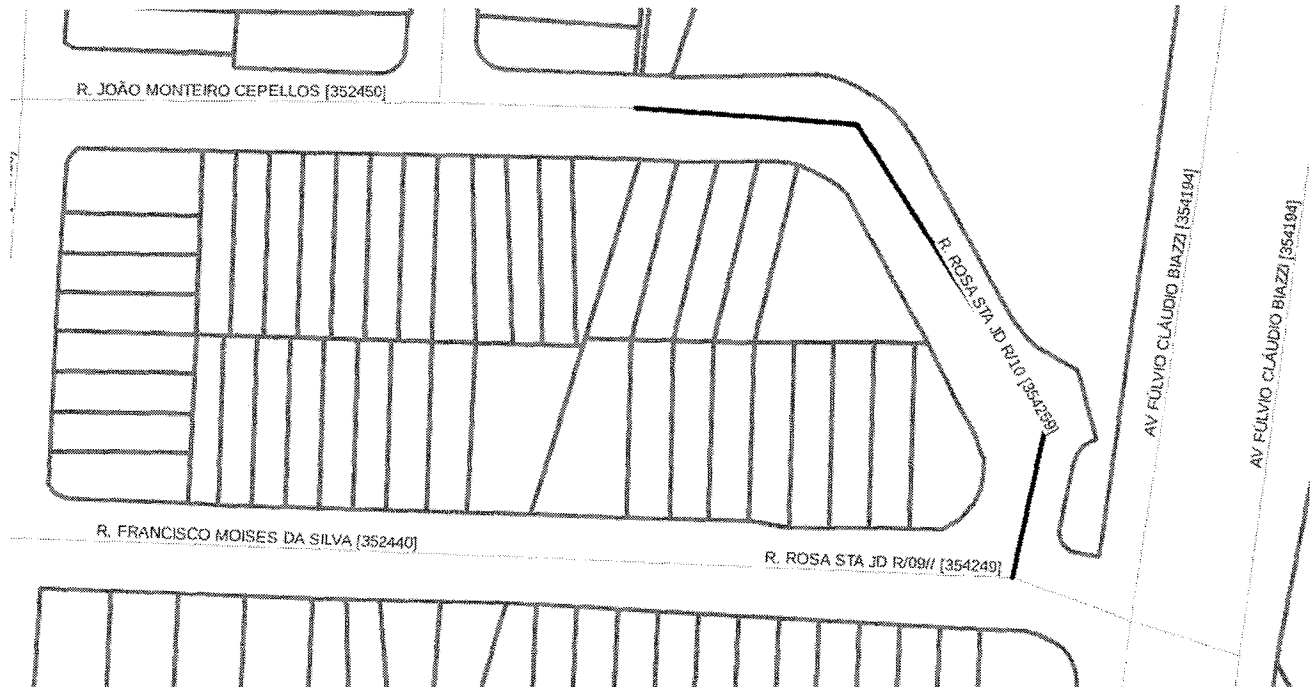 R. JOÃO MONTEIRO CEPELLOS [352450]
R. ROSA STA JD R/10 [354259]
AV FÚLVIO CLÁUDIO BIAZZI [354194]
AV FÚLVIO CLÁUDIO BIAZZI [354194]
R. FRANCISCO MOISES DA SILVA [352440]
R. ROSA STA JD R/09// [354249]